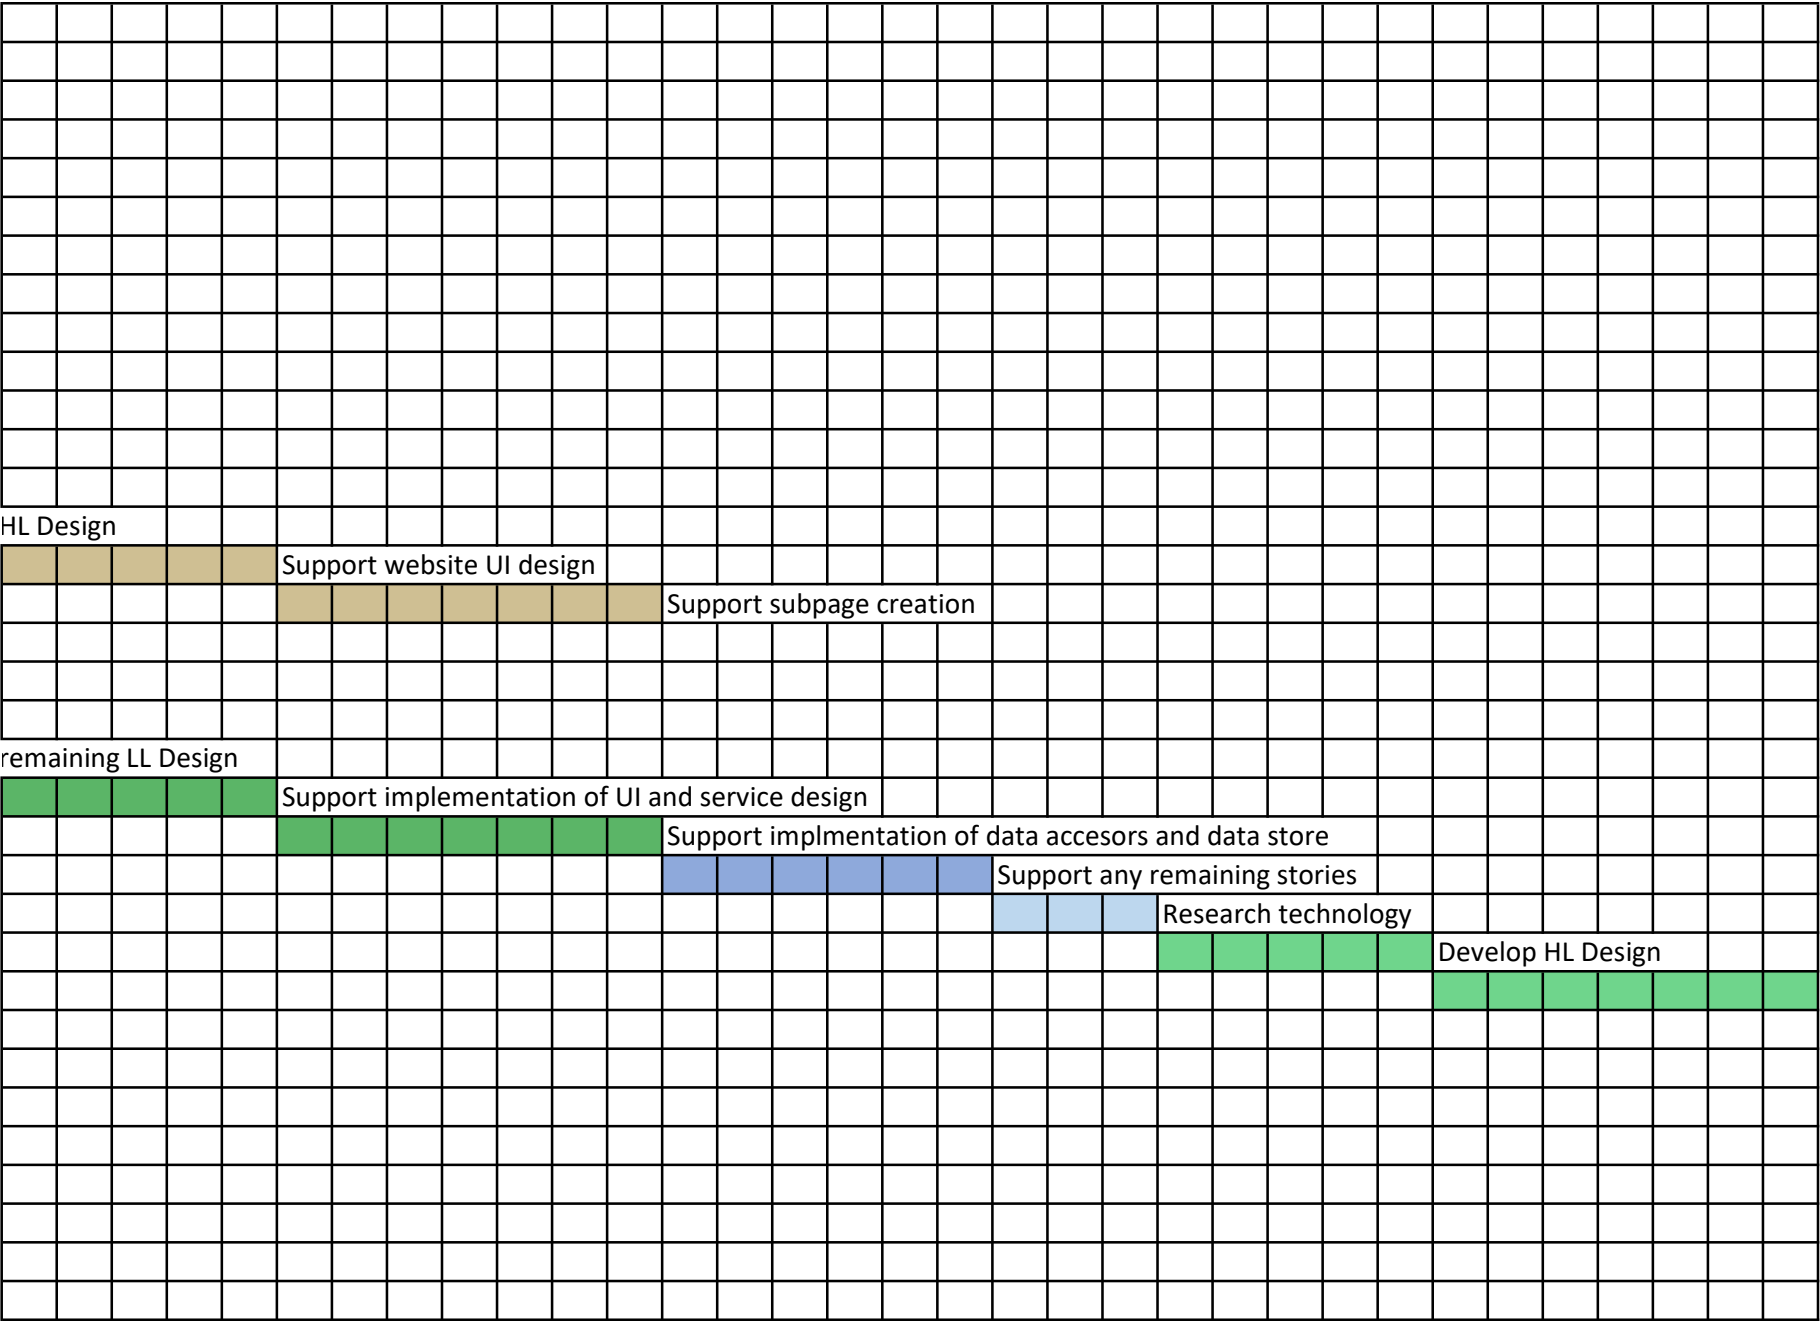 HL Design
Support website UI design
Support subpage creation
remaining LL Design
Support implementation of UI and service design
Support implmentation of data accesors and data store
Support any remaining stories
Research technology
Develop HL Design